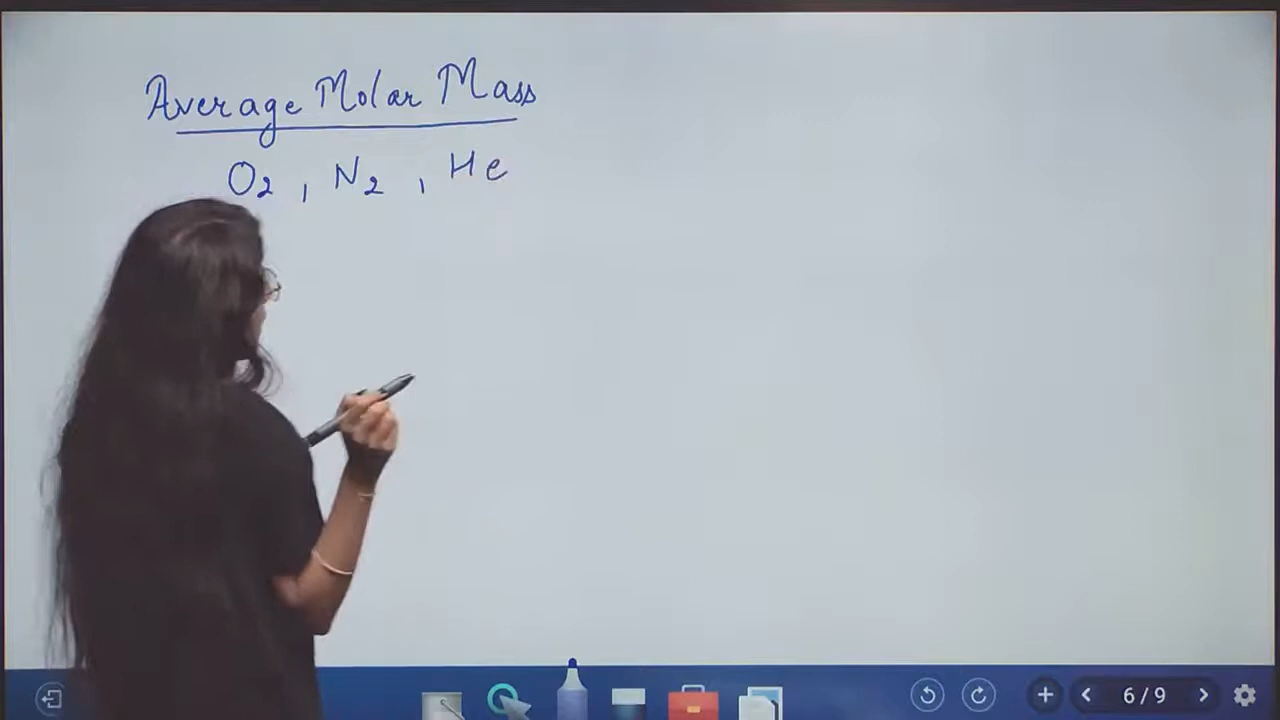 Average Molar Mass
O₂ , N₂ , He
6 / 9